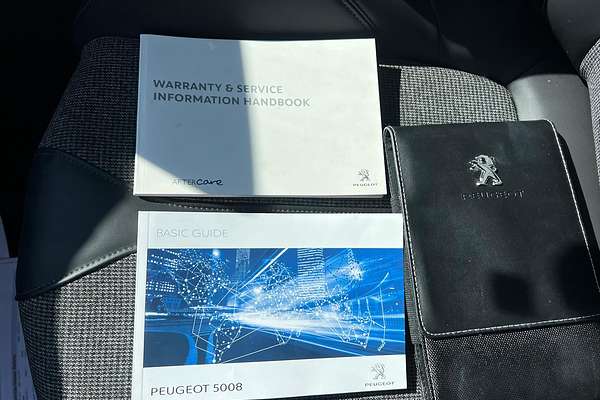 WARRANTY & SERVICE
INFORMATION HANDBOOK
AFTERCare
PEUGEOT
PEUGEOT
BASIC GUIDE
PEUGEOT 5008
PEUGEOT